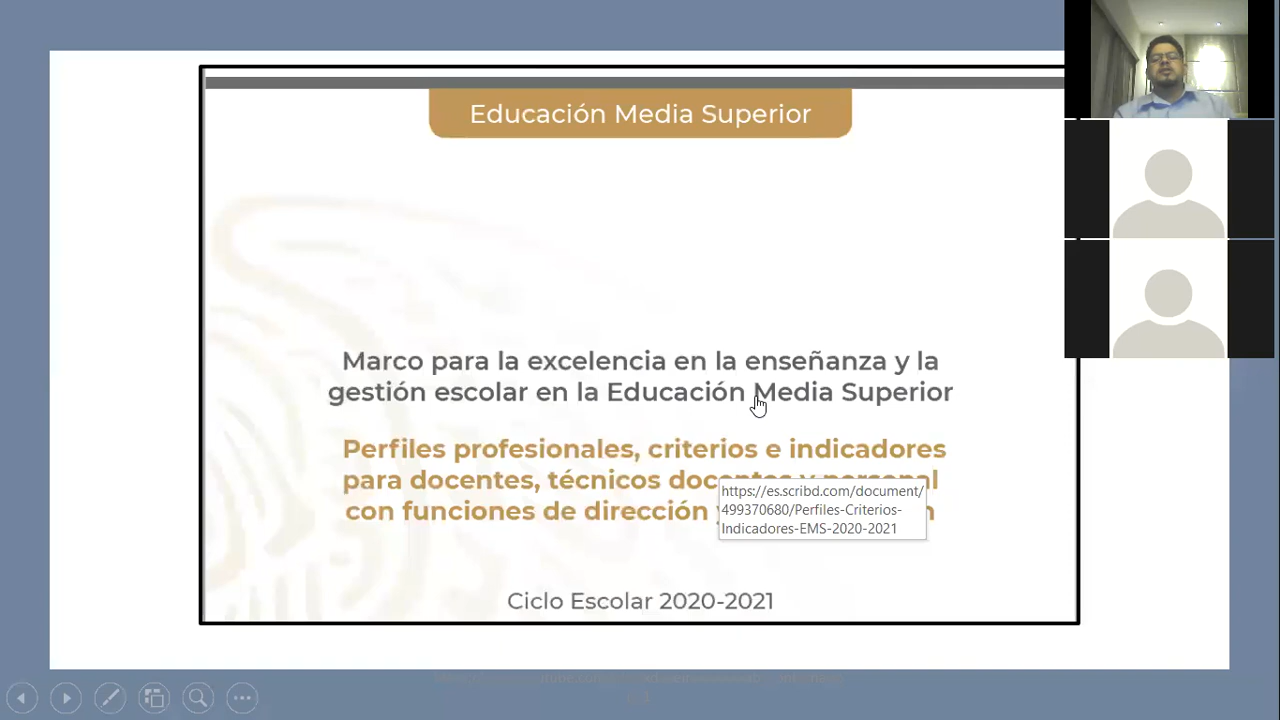 Educación Media Superior
Marco para la excelencia en la enseñanza y la
gestión escolar en la Educación Media Superior
Perfiles profesionales, criterios e indicadores
para docentes, técnicos docentes y personal
con funciones de dirección
https://es.scribd.com/document/
499370680/Perfiles-Criterios-
Indicadores-EMS-2020-2021
Ciclo Escolar 2020-2021